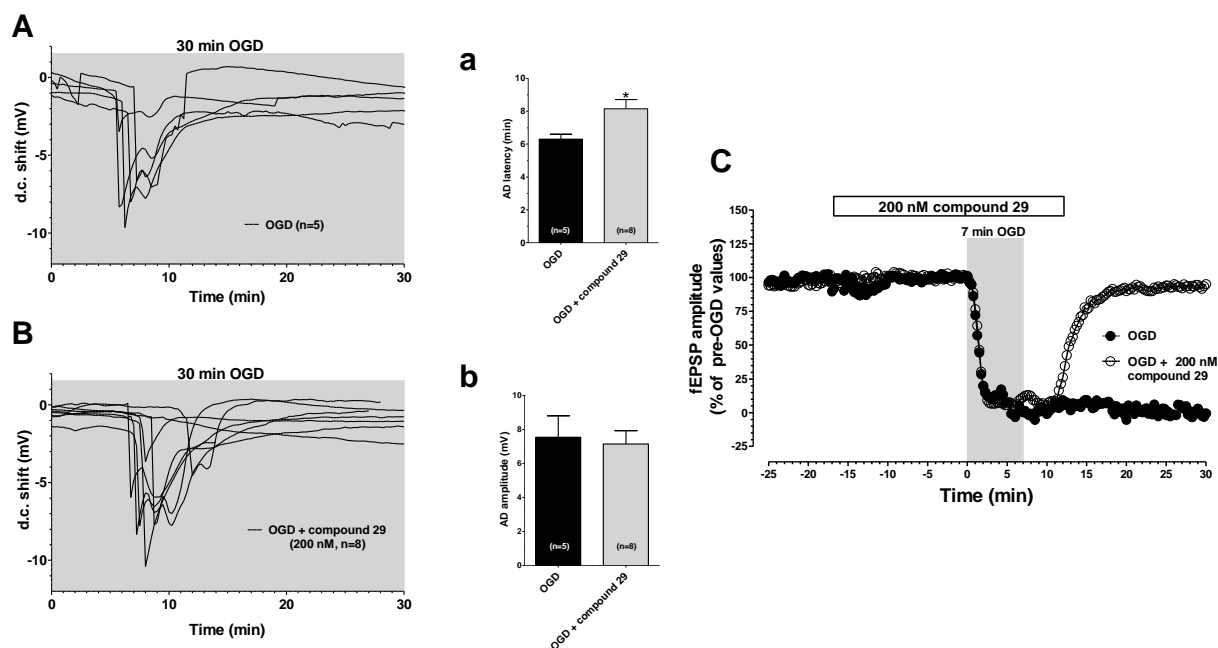 A
30 min OGD
0
-5
-10
d.c. shift (mV)
OGD (n=5)
0
10
20
30
Time (min)
a
10
8
6
4
2
0
AD latency (min)
*
(n=5)
(n=8)
OGD
OGD + compound 29
B
30 min OGD
0
-5
-10
d.c. shift (mV)
OGD + compound 29
(200 nM, n=8)
0
10
20
30
Time (min)
b
10
8
6
4
2
0
AD amplitude (mV)
(n=5)
(n=8)
OGD
OGD + compound 29
C
200 nM compound 29
7 min OGD
150
125
100
75
50
25
0
-25
fEPSP amplitude
(% of pre-OGD values)
OGD
OGD + 200 nM
compound 29
-25
-20
-15
-10
-5
0
5
10
15
20
25
30
Time (min)